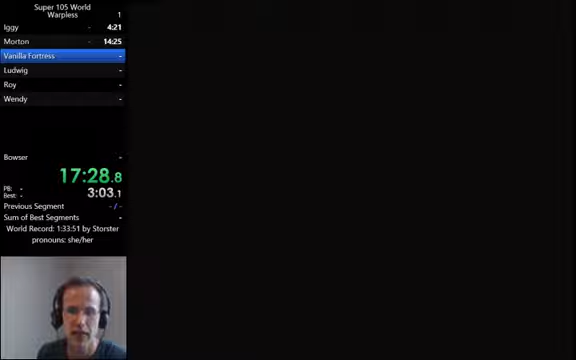 Super 105 World
Warpless 1
Iggy - 4:21
Morton - 14:25
Vanilla Fortress -
Ludwig -
Roy -
Wendy -
Bowser -
17:28.8
PB: -
Best: - 3:03.1
Previous Segment - / -
Sum of Best Segments -
World Record: 1:33:51 by Storster
pronouns: she/her